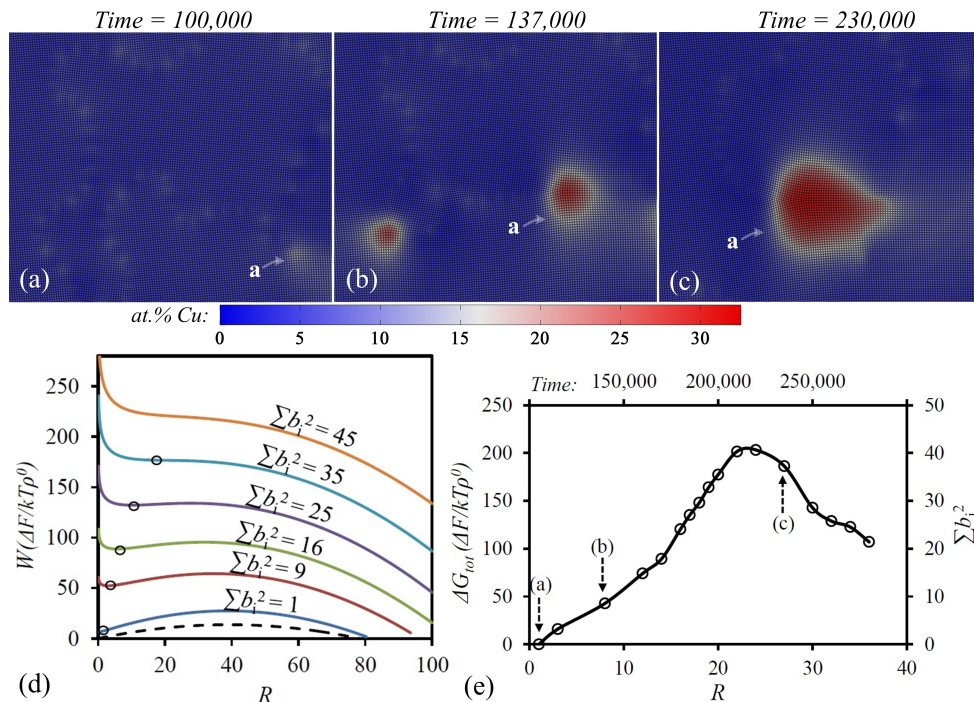 Time = 100,000 Time = 137,000 Time = 230,000
a a a
(a) (b) (c)
at.% Cu: 0 5 10 15 20 25 30
Time: 150,000 200,000 250,000
W(ΔF/kTρ⁰)
250
200
150
100
50
0
∑bᵢ² = 45
∑bᵢ² = 35
∑bᵢ² = 25
∑bᵢ² = 16
∑bᵢ² = 9
∑bᵢ² = 1
0 20 40 60 80 100
R
(d)
ΔG_tot, (ΔF/kTρ⁰)
250
200
150
100
50
0
(a)
(b)
(c)
50
40
30
20
10
0
∑bᵢ²
0 10 20 30 40
R
(e)